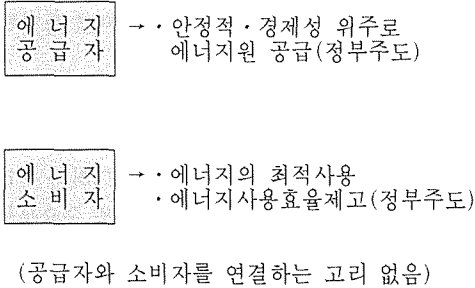 에 너 지
공 급 자
→ · 안정적 · 경제성 위주로
에너지원 공급(정부주도)
에 너 지
소 비 자
→ · 에너지의 최적사용
· 에너지사용효율제고(정부주도)
(공급자와 소비자를 연결하는 고리 없음)